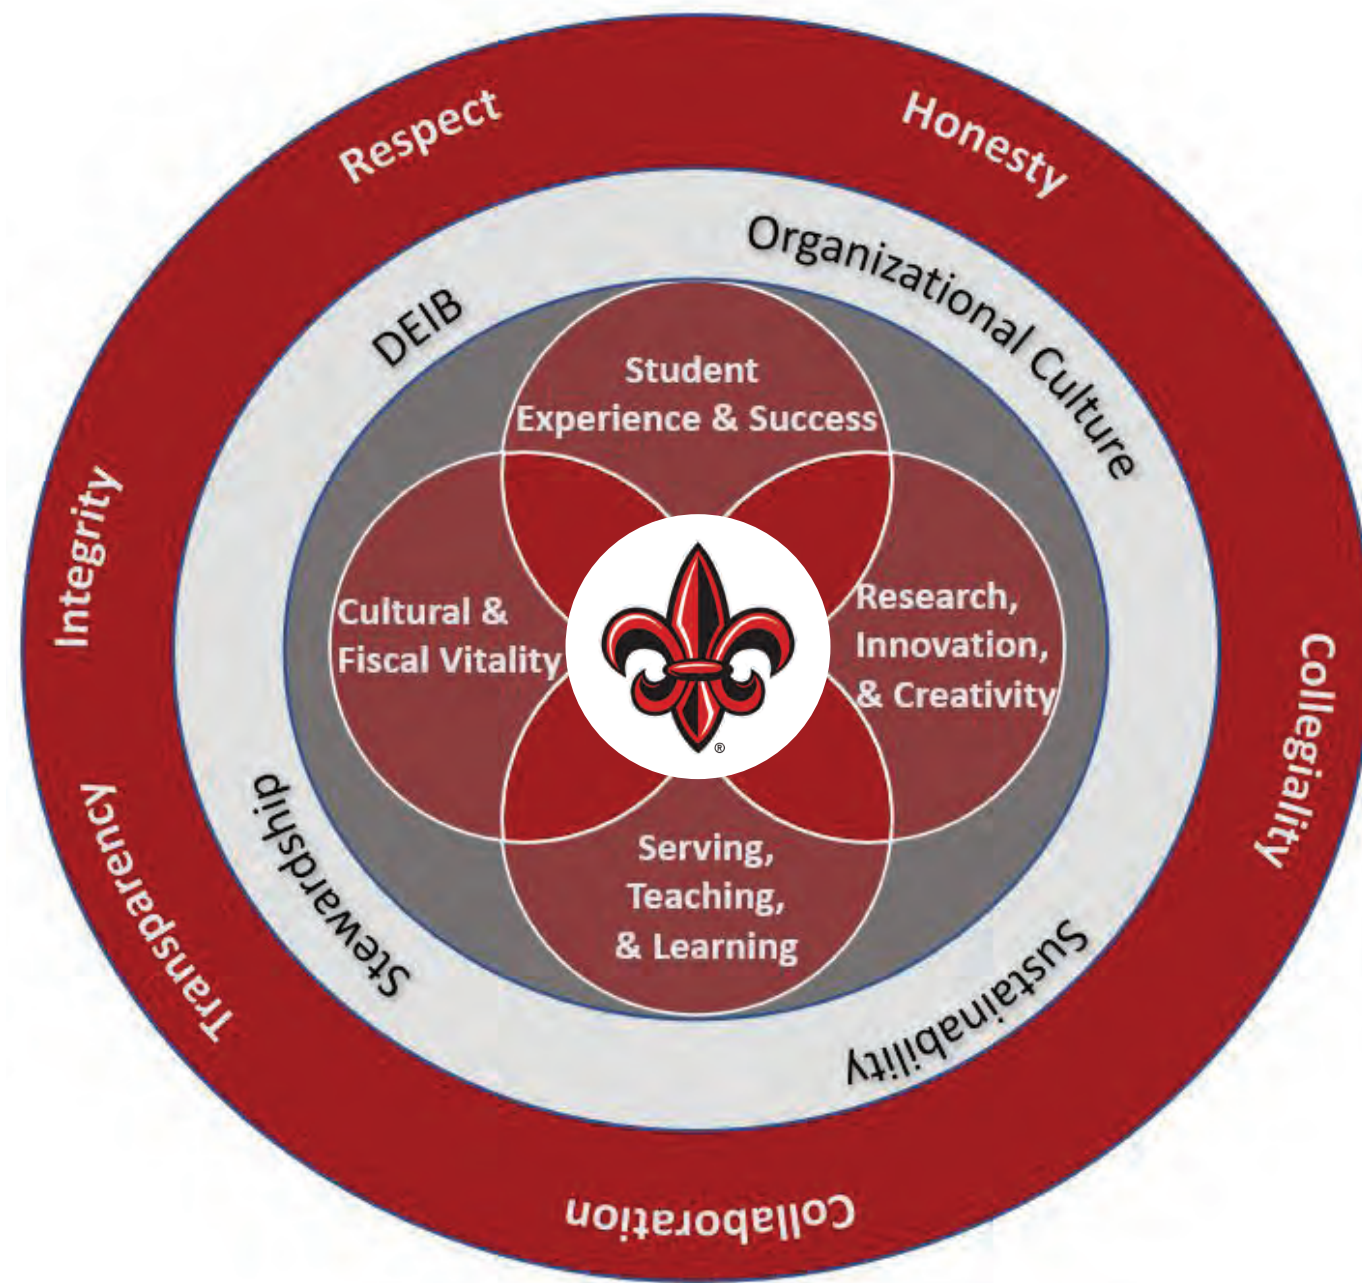 Respect
Honesty
Collegiality
Collaboration
Transparency
Integrity
DEIB
Organizational Culture
Sustainability
Stewardship
Student
Experience & Success
Cultural &
Fiscal Vitality
Research,
Innovation,
& Creativity
Serving,
Teaching,
& Learning
®